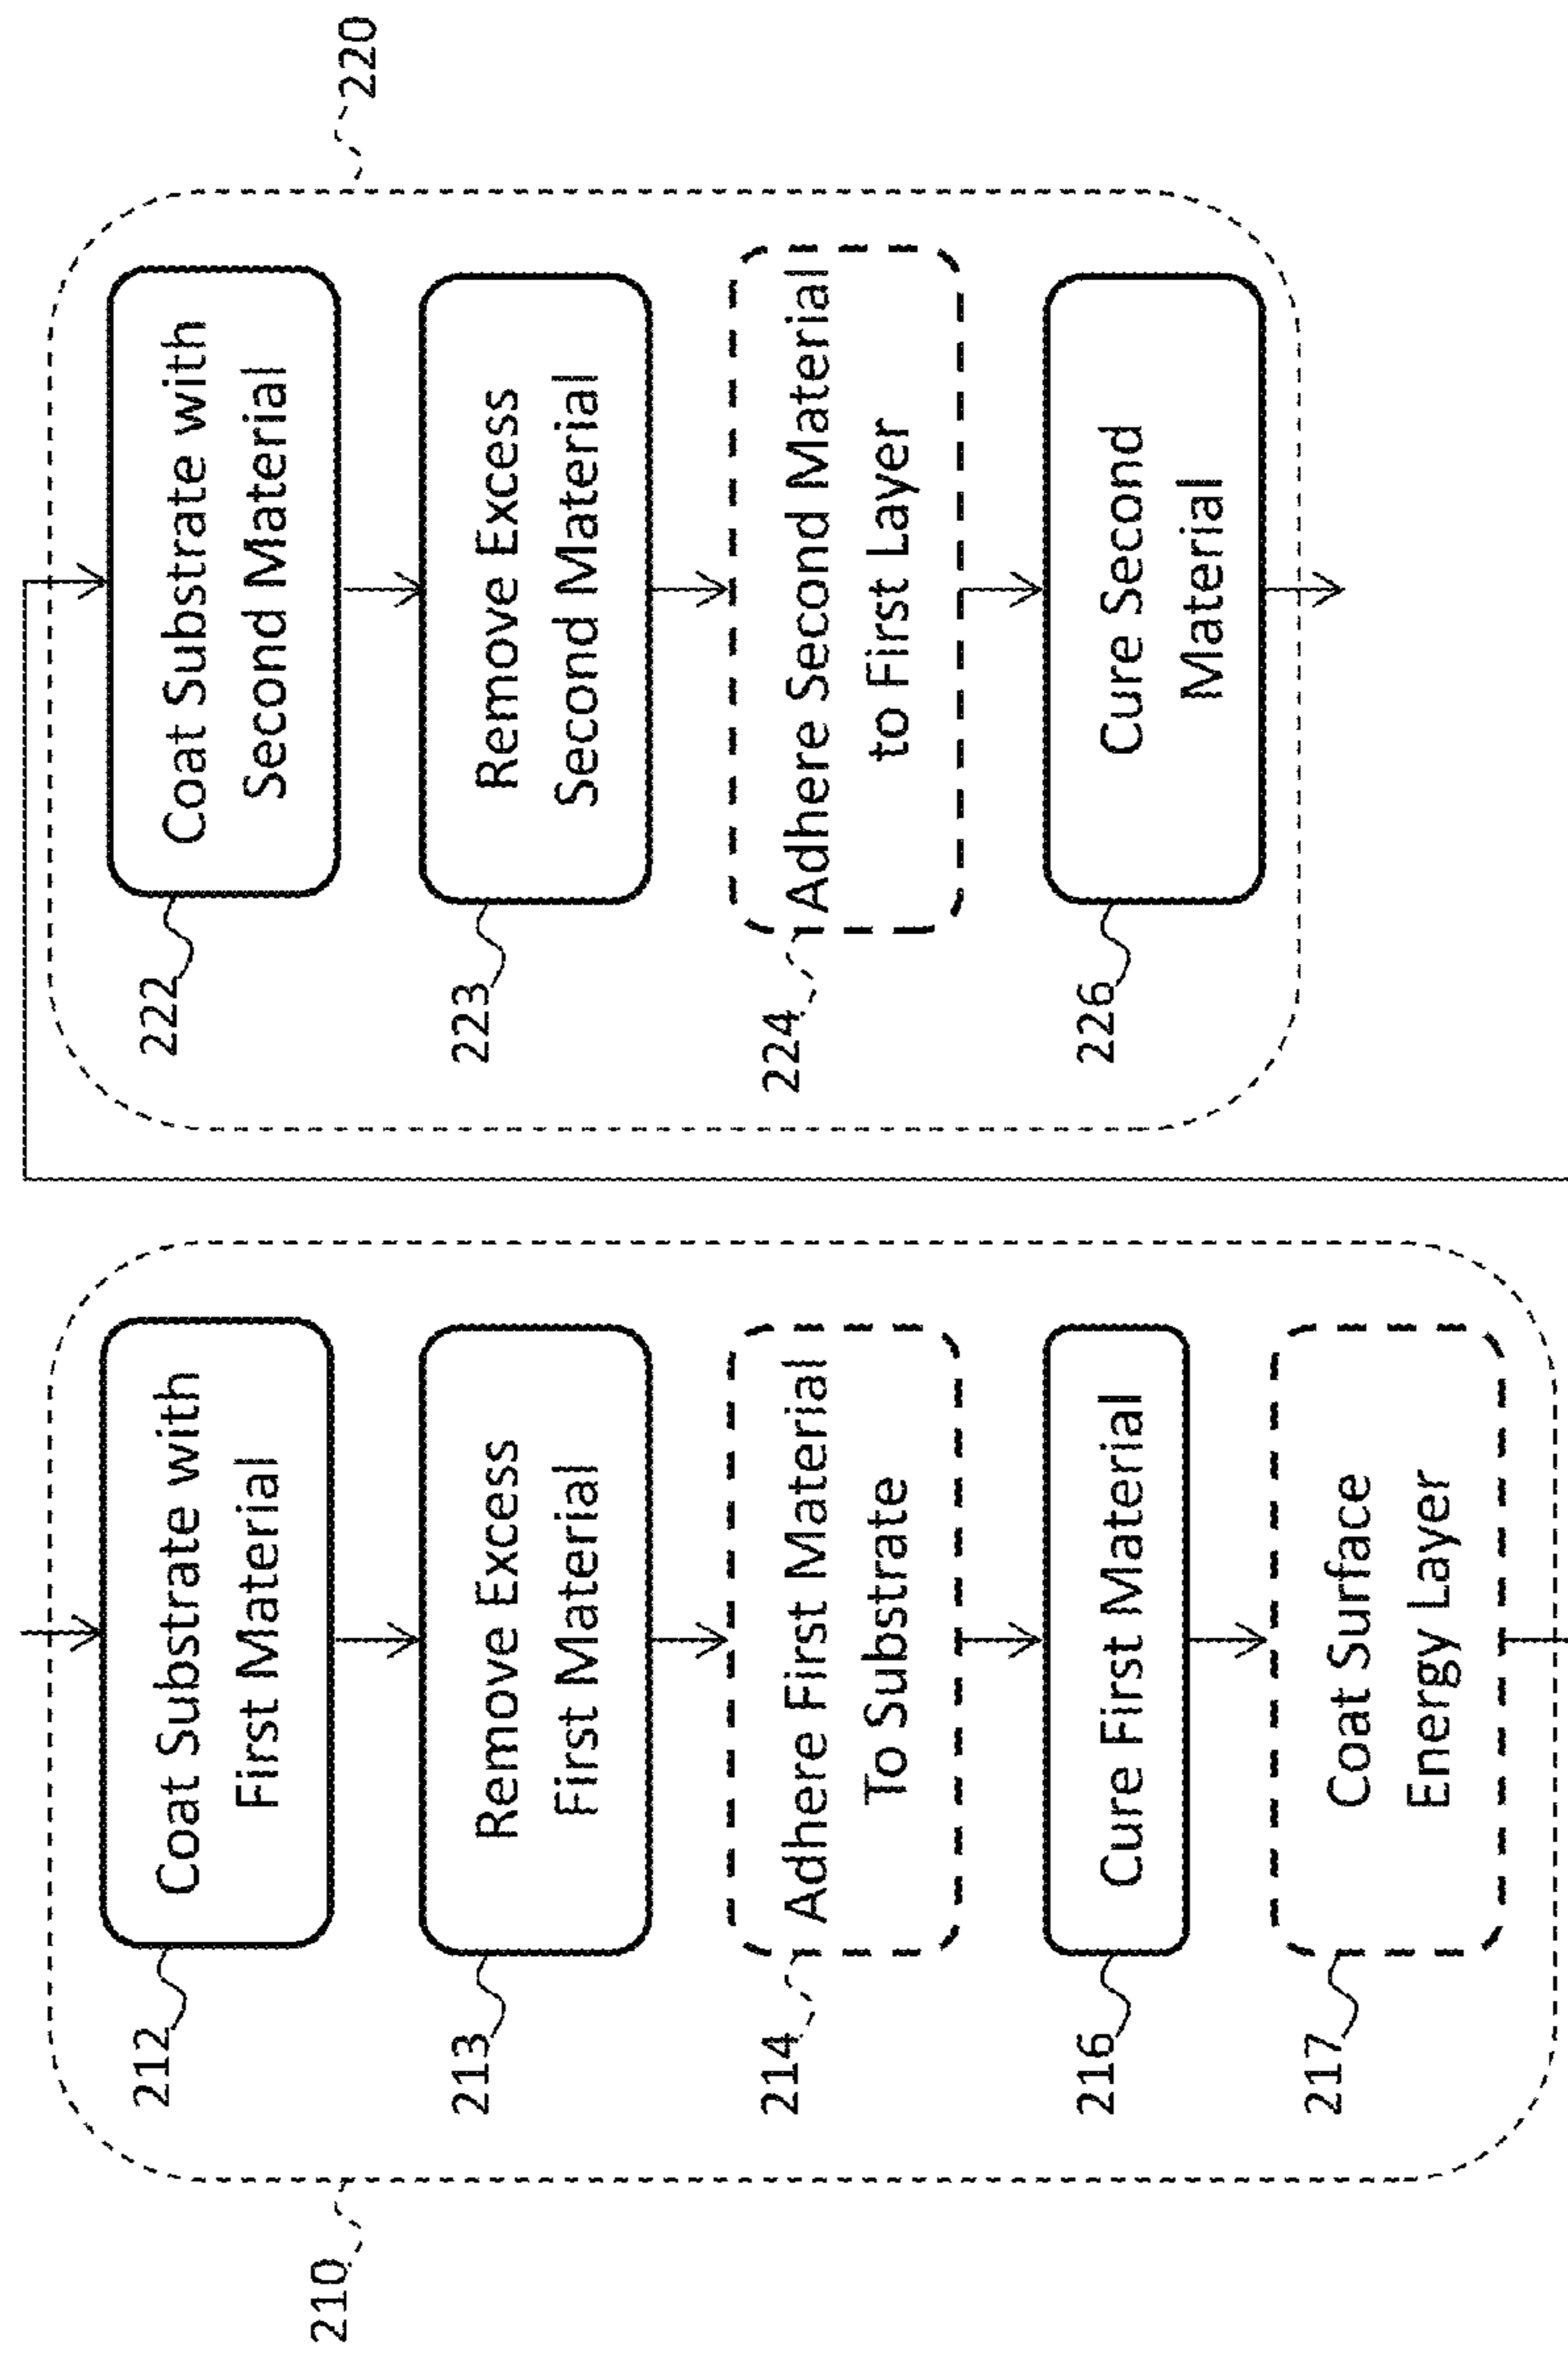 210
212
Coat Substrate with
First Material
213
Remove Excess
First Material
214
Adhere First Material
To Substrate
216
Cure First Material
217
Coat Surface
Energy Layer
220
222
Coat Substrate with
Second Material
223
Remove Excess
Second Material
224
Adhere Second Material
to First Layer
226
Cure Second
Material